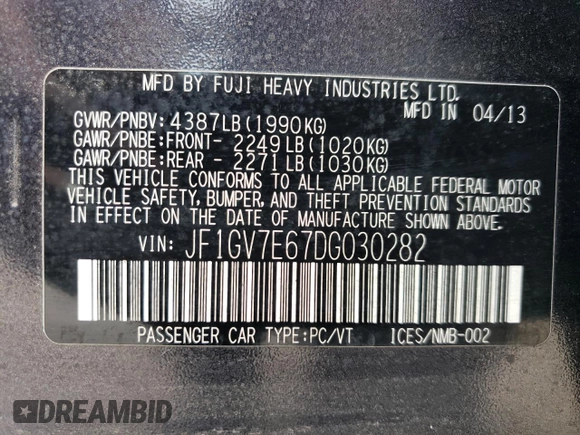 MFD BY FUJI HEAVY INDUSTRIES LTD.
MFD IN 04/13
GVWR/PNBV: 4387LB(1990KG)
GAWR/PNBE:FRONT- 2249LB(1020KG)
GAWR/PNBE:REAR - 2271LB(1030KG)
THIS VEHICLE CONFORMS TO ALL APPLICABLE FEDERAL MOTOR
VEHICLE SAFETY, BUMPER, AND THEFT PREVENTION STANDARDS
IN EFFECT ON THE DATE OF MANUFACTURE SHOWN ABOVE.
VIN: JF1GV7E67DG030282
PASSENGER CAR TYPE:PC/VT ICES/NMB-002
DREAMBID